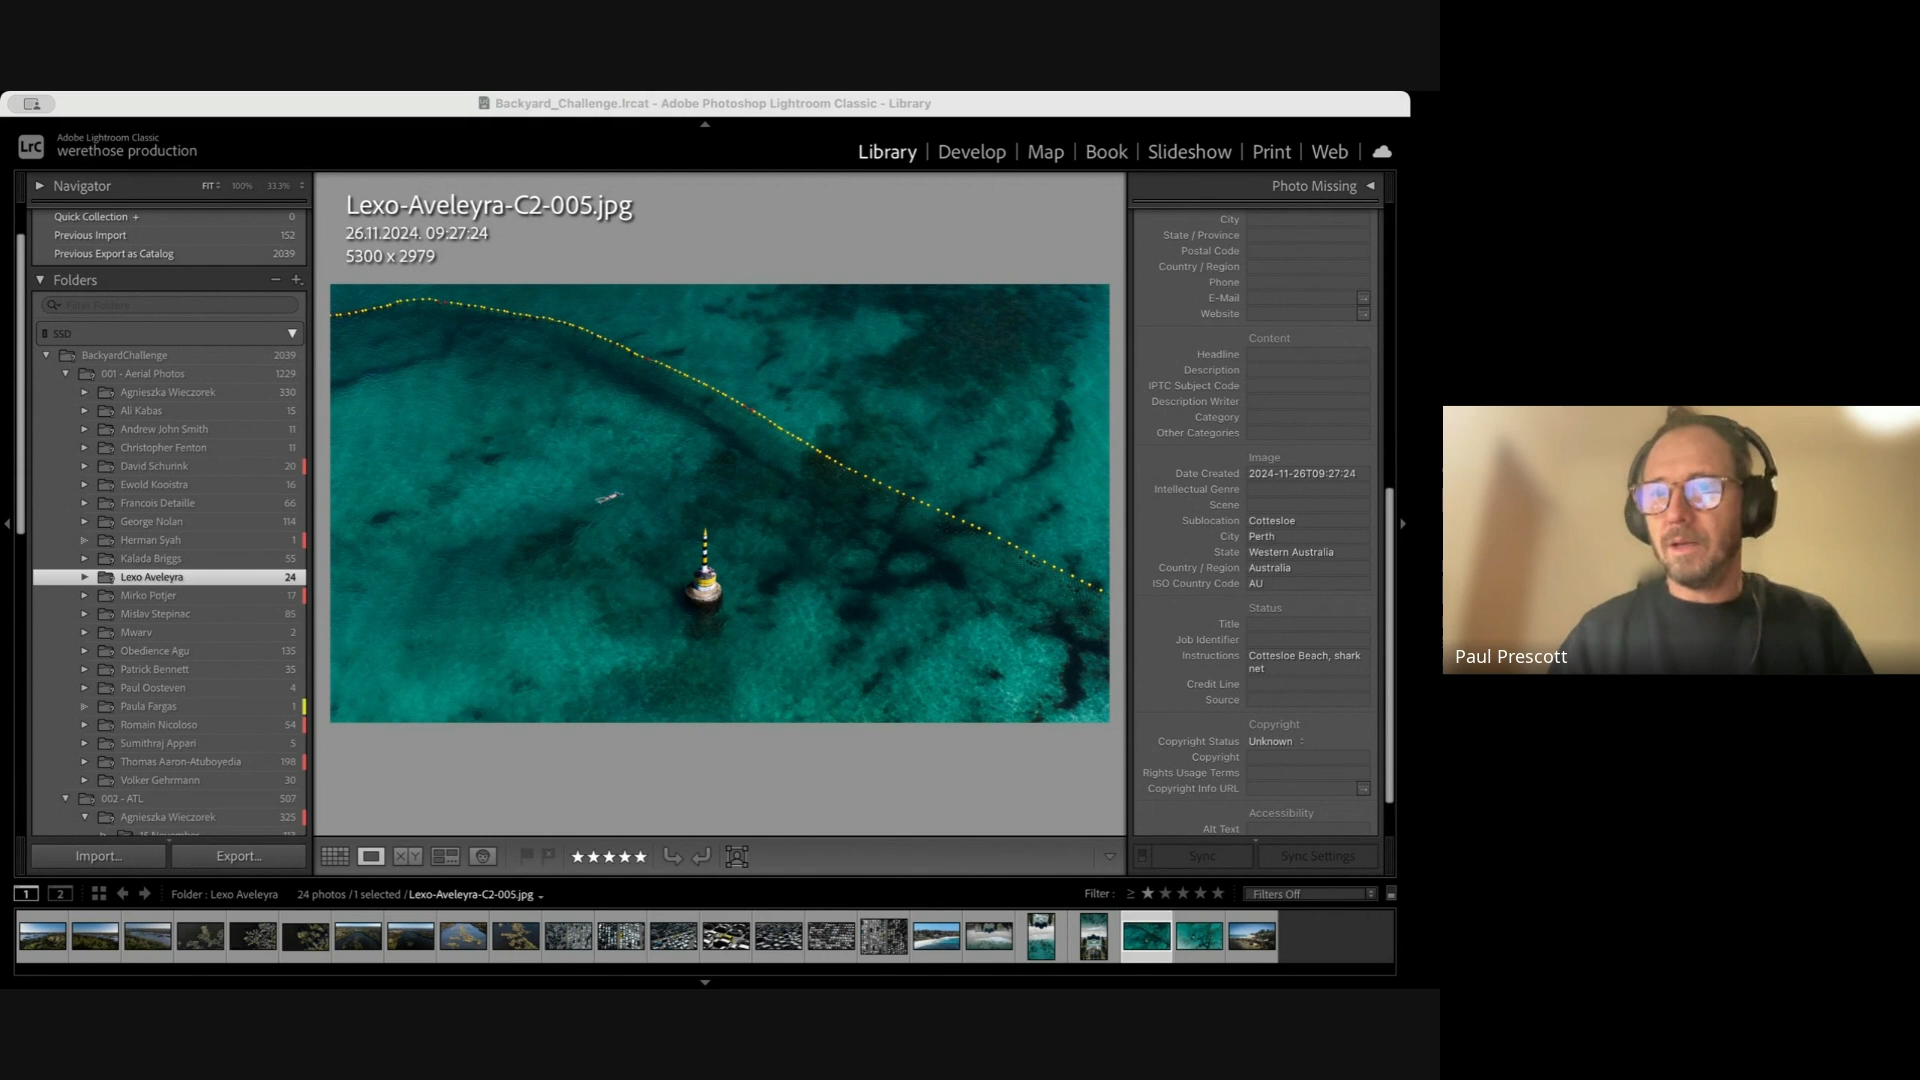 Backyard_Challenge.lrcat - Adobe Photoshop Lightroom Classic - Library
LrC
Adobe Lightroom Classic
werethose production
Library | Develop | Map | Book | Slideshow | Print | Web |
Navigator FIT 100% 33.3%
Quick Collection + 0
Previous Import 152
Previous Export as Catalog 2039
Folders
Filter Folders
SSD
BackyardChallenge 2039
001 - Aerial Photos 1229
Agnieszka Wieczorek 330
Ali Kabas 15
Andrew John Smith 11
Christopher Fenton 11
David Schurink 20
Ewold Kooistra 16
Francois Detaille 66
George Nolan 114
Herman Syah 1
Kalada Briggs 55
Lexo Aveleyra 24
Mirko Potjer 17
Mislav Stepinac 85
Mwarv 2
Obedience Agu 135
Patrick Bennett 35
Paul Oosteven 4
Paula Fargas 1
Romain Nicoloso 54
Sumithraj Appari 5
Thomas Aaron-Atuboyedia 198
Volker Gehrmann 30
002 - ATL 507
Agnieszka Wieczorek 325
15 November 113
Import... Export...
Lexo-Aveleyra-C2-005.jpg
26.11.2024. 09:27:24
5300 x 2979
Photo Missing
City
State / Province
Postal Code
Country / Region
Phone
E-Mail
Website
Content
Headline
Description
IPTC Subject Code
Description Writer
Category
Other Categories
Image
Date Created 2024-11-26T09:27:24
Intellectual Genre
Scene
Sublocation Cottesloe
City Perth
State Western Australia
Country / Region Australia
ISO Country Code AU
Status
Title
Job Identifier
Instructions Cottesloe Beach, shark
net
Credit Line
Source
Copyright
Copyright Status Unknown
Copyright
Rights Usage Terms
Copyright Info URL
Accessibility
Alt Text
Sync Sync Settings
XY
1 2 Folder : Lexo Aveleyra 24 photos / 1 selected / Lexo-Aveleyra-C2-005.jpg
Filter : ≥ Filters Off
Paul Prescott